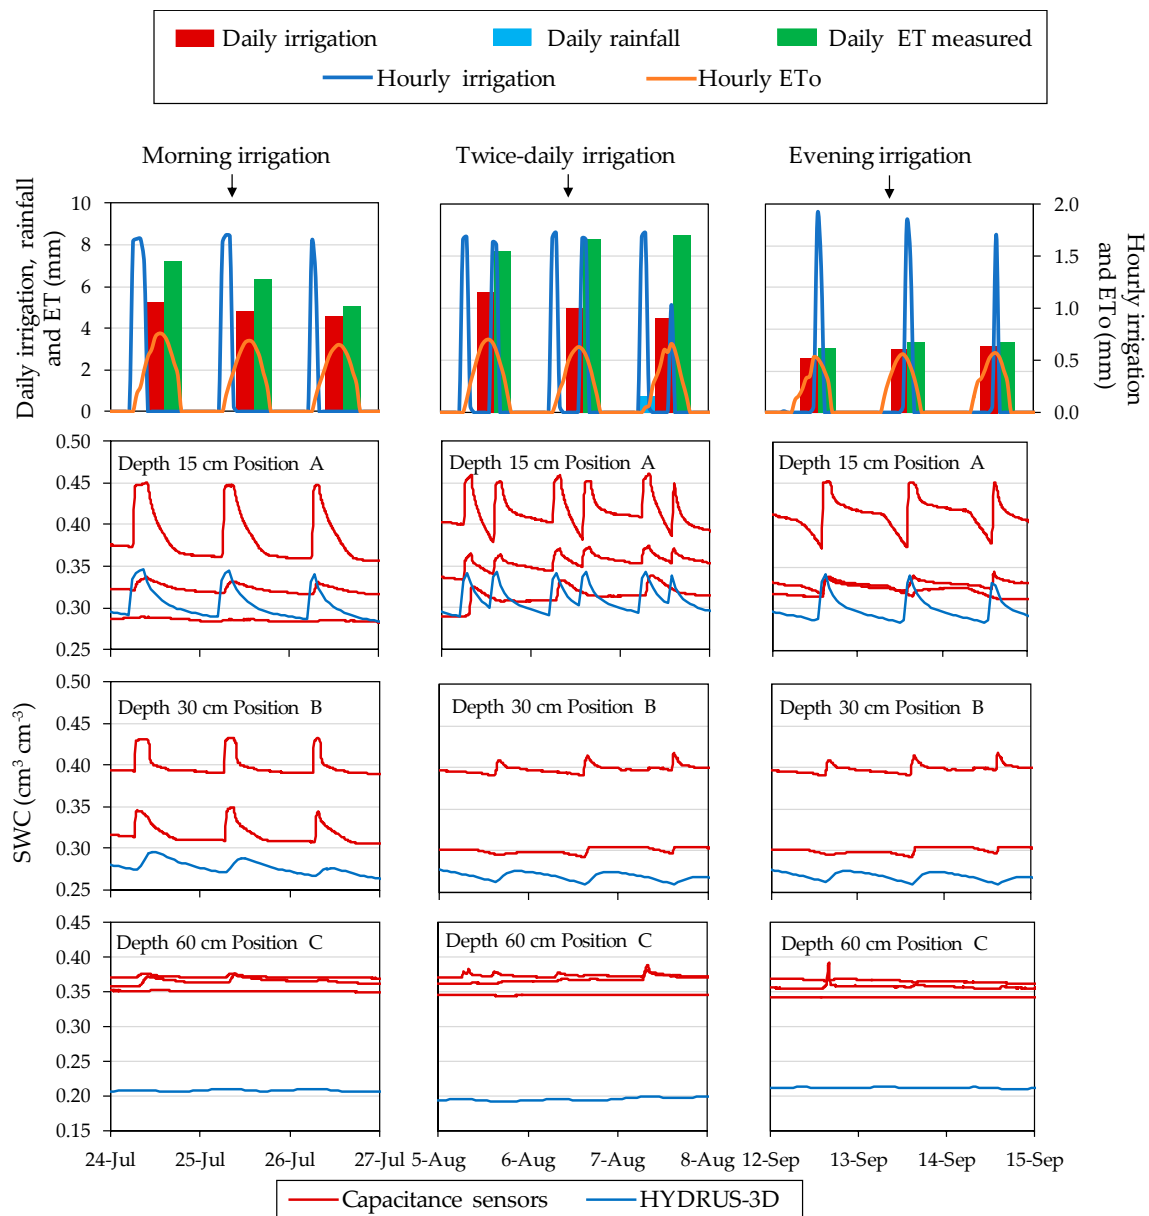 Daily irrigation Daily rainfall Daily ET measured
Hourly irrigation Hourly ETo
Morning irrigation Twice-daily irrigation Evening irrigation
Daily irrigation, rainfall
and ET (mm)
10
8
6
4
2
0
2.0
1.5
1.0
0.5
0.0
Hourly irrigation
and ETo (mm)
SWC (cm³ cm⁻³)
0.50
0.45
0.40
0.35
0.30
0.25
Depth 15 cm Position A
Depth 15 cm Position A
Depth 15 cm Position A
0.50
0.45
0.40
0.35
0.30
0.25
Depth 30 cm Position B
Depth 30 cm Position B
Depth 30 cm Position B
0.45
0.40
0.35
0.30
0.25
0.20
0.15
Depth 60 cm Position C
Depth 60 cm Position C
Depth 60 cm Position C
24-Jul 25-Jul 26-Jul 27-Jul 5-Aug 6-Aug 7-Aug 8-Aug 12-Sep 13-Sep 14-Sep 15-Sep
Capacitance sensors HYDRUS-3D